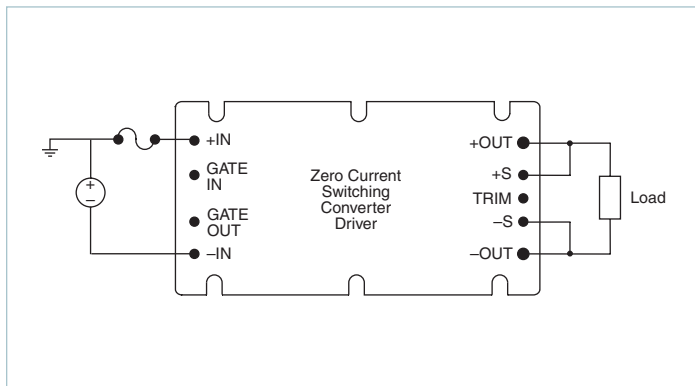 +IN
GATE
IN
GATE
OUT
–IN
Zero Current
Switching
Converter
Driver
+OUT
+S
TRIM
–S
–OUT
Load
+
–